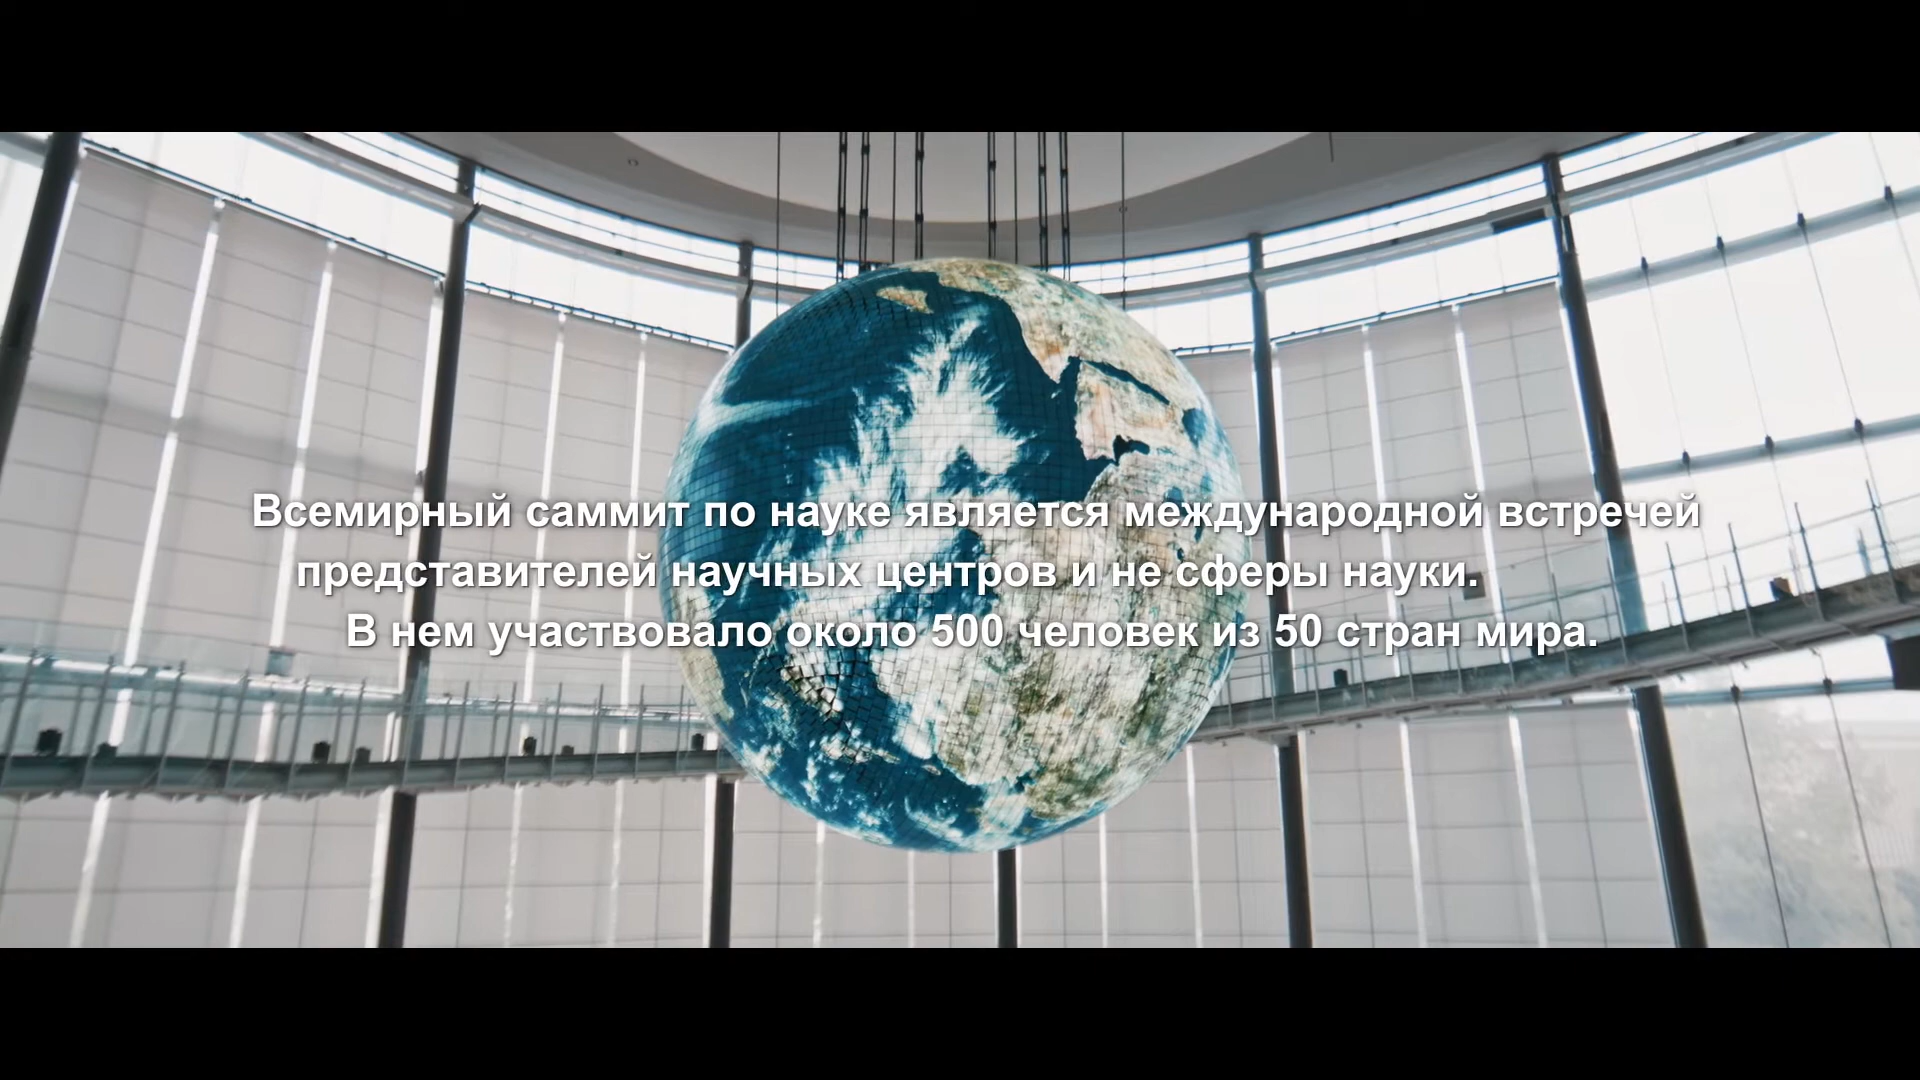 Всемирный саммит по науке является международной встречей
представителей научных центров и не сферы науки.
В нем участвовало около 500 человек из 50 стран мира.